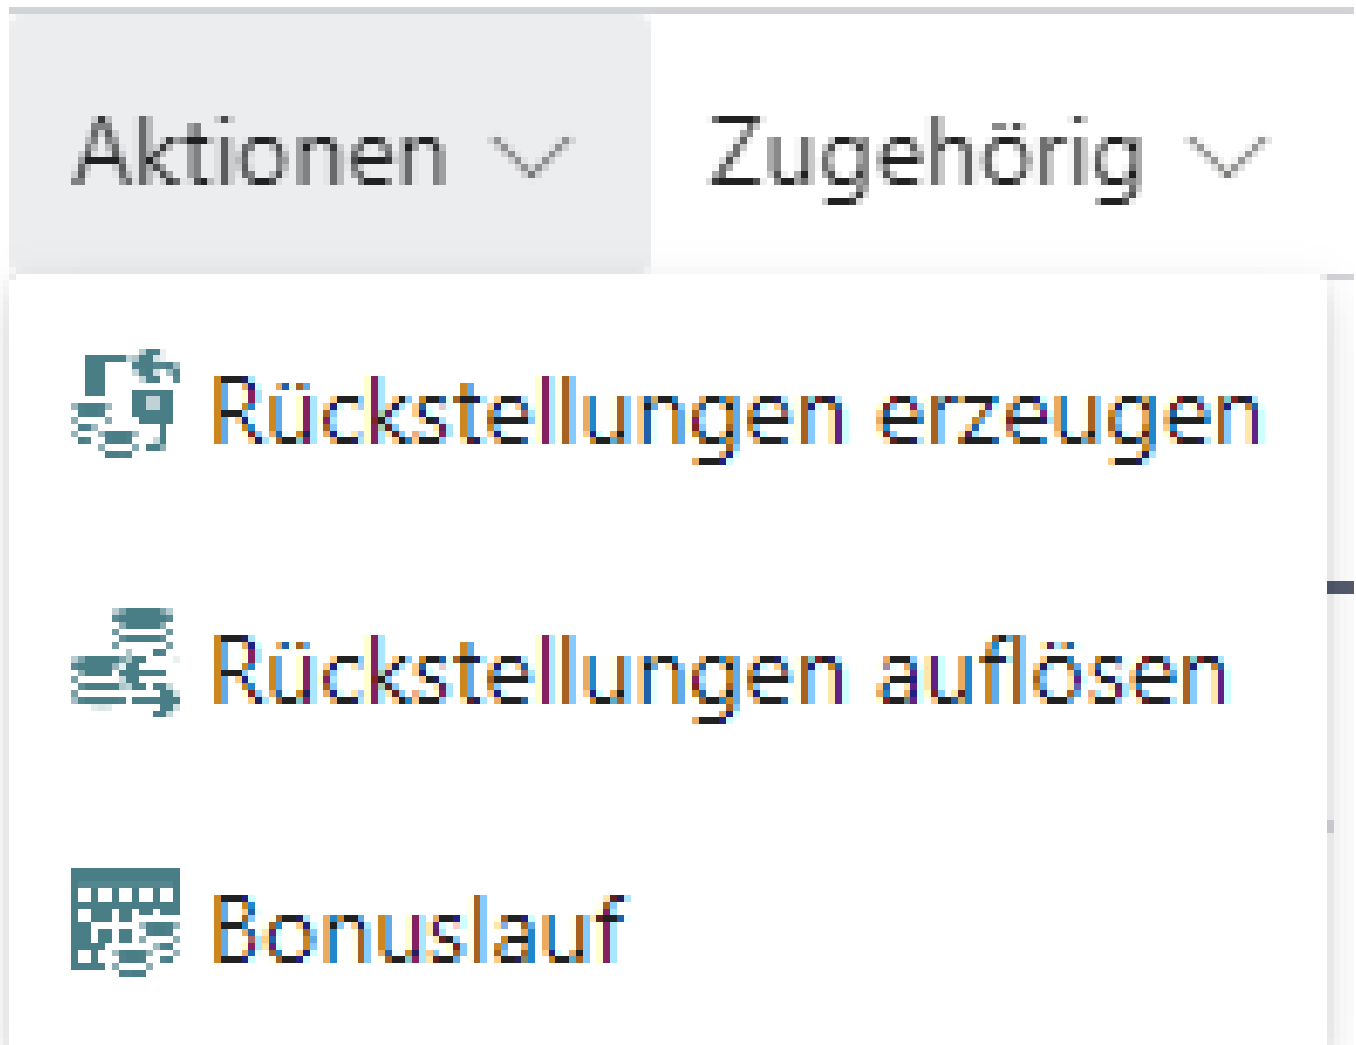 Aktionen Zugehörig
Rückstellungen erzeugen
Rückstellungen auflösen
Bonuslauf